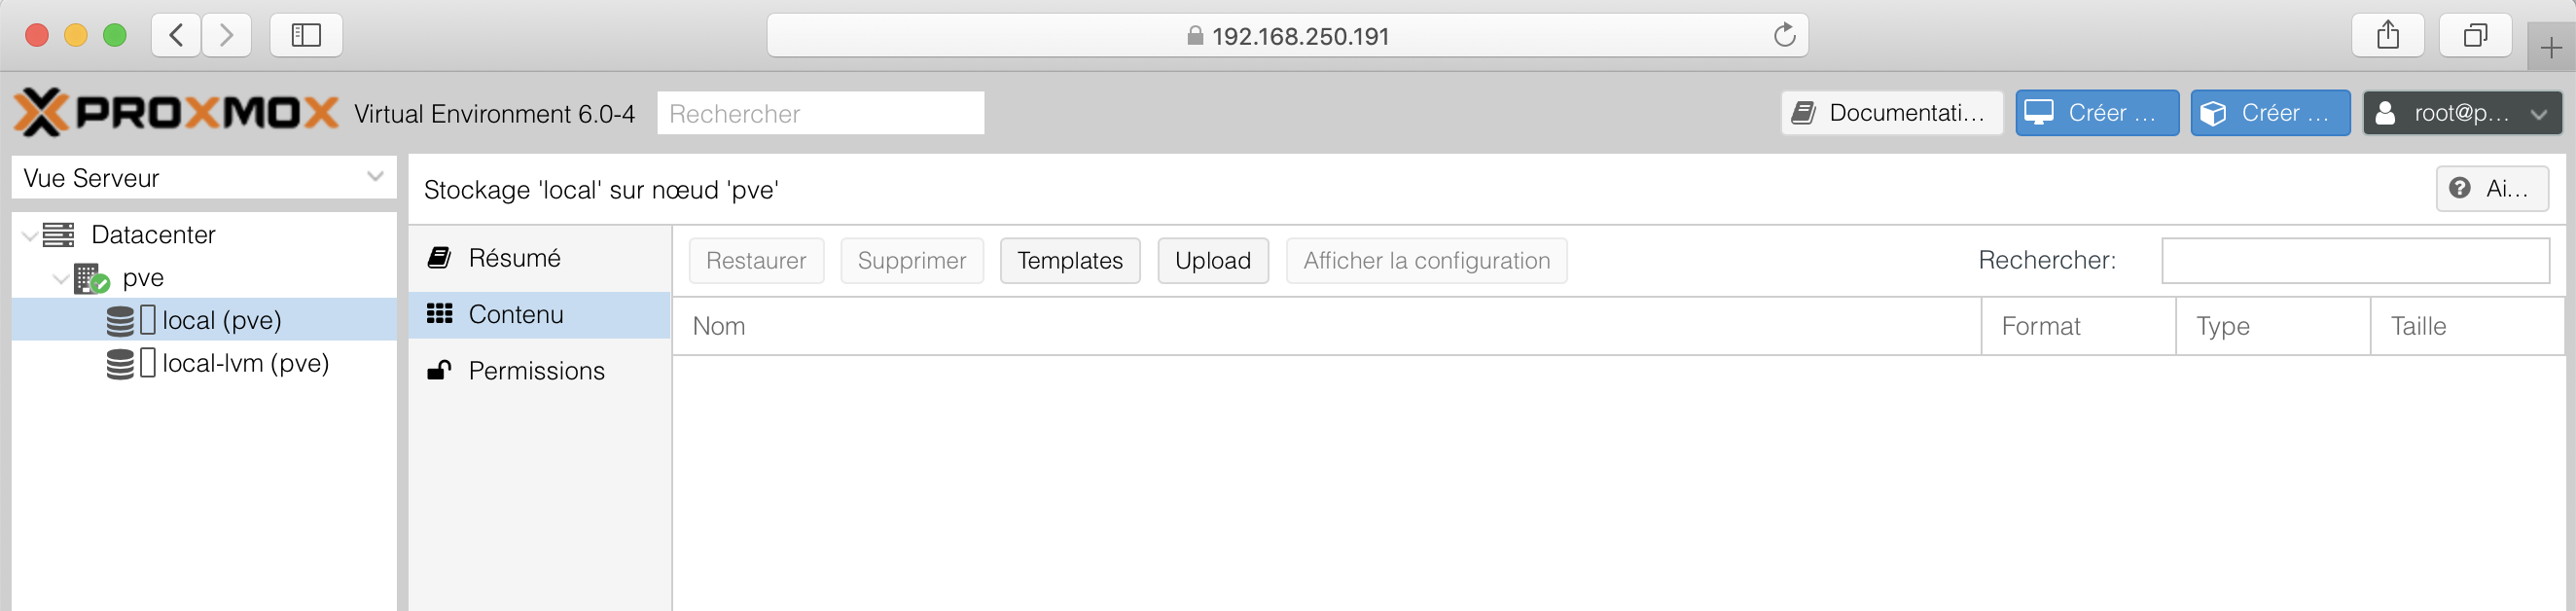 192.168.250.191
PROXMOX Virtual Environment 6.0-4 Rechercher Documentati... Créer ... Créer ... root@p...
Vue Serveur
Stockage 'local' sur nœud 'pve' Ai...
Datacenter
pve
local (pve)
local-lvm (pve)
Résumé
Contenu
Permissions
Restaurer Supprimer Templates Upload Afficher la configuration Rechercher:
Nom Format Type Taille